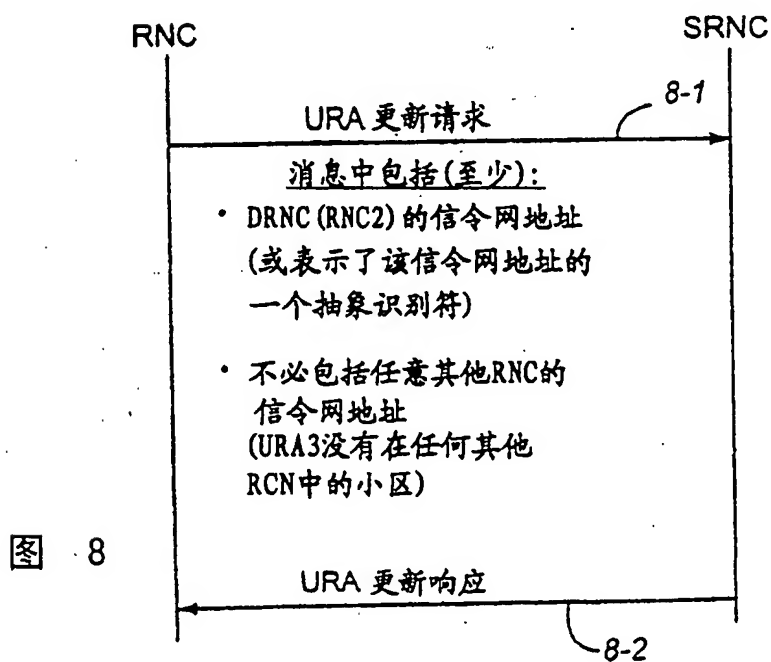 RNC
SRNC
8-1
URA 更新请求
消息中包括(至少):
• DRNC(RNC2)的信令网地址
(或表示了该信令网地址的
一个抽象识别符)
• 不必包括任意其他RNC的
信令网地址
(URA3没有在任何其他
RCN中的小区)
图 8
URA 更新响应
8-2